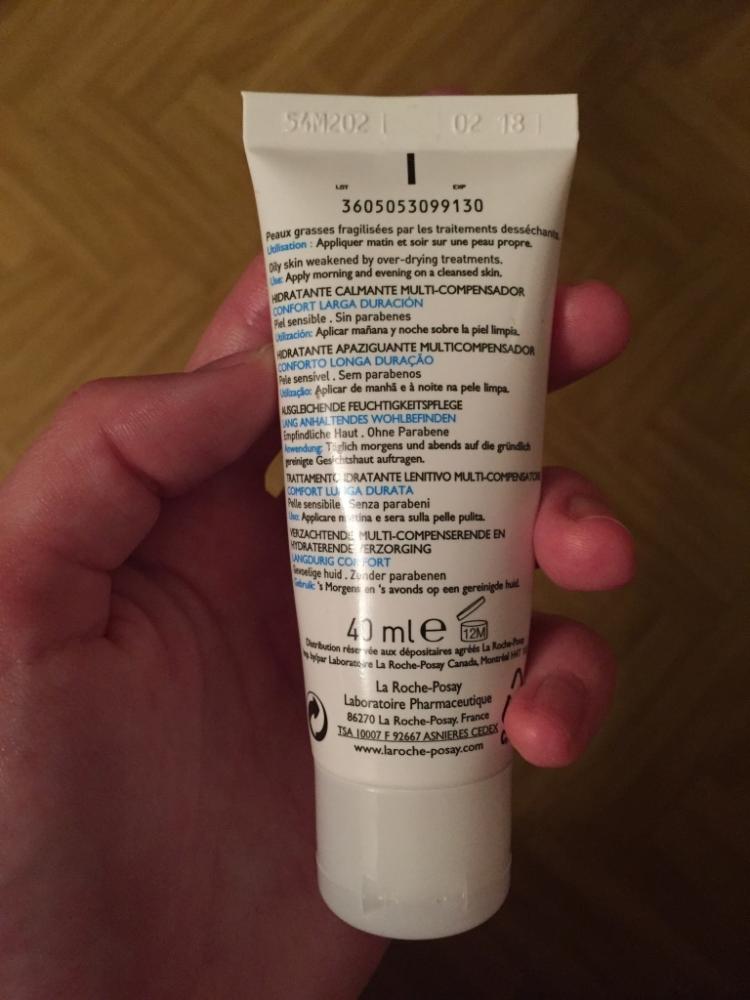 54M202 02 18
LOT EXP
3605053099130
Peaux grasses fragilisées par les traitements desséchants.
Utilisation : Appliquer matin et soir sur une peau propre.
Oily skin weakened by over-drying treatments.
Use: Apply morning and evening on a cleansed skin.
HIDRATANTE CALMANTE MULTI-COMPENSADOR
CONFORT LARGA DURACIÓN
Piel sensible . Sin parabenes
Utilización: Aplicar mañana y noche sobre la piel limpia.
HIDRATANTE APAZIGUANTE MULTICOMPENSADOR
CONFORTO LONGA DURAÇÃO
Pele sensível . Sem parabenos
Utilização: Aplicar de manhã e à noite na pele limpa.
AUSGLEICHENDE FEUCHTIGKEITSPFLEGE
LANG ANHALTENDES WOHLBEFINDEN
Empfindliche Haut . Ohne Parabene
Anwendung: Täglich morgens und abends auf die gründlich
gereinigte Gesichtshaut auftragen.
TRATTAMENTO IDRATANTE LENITIVO MULTI-COMPENSATORE
COMFORT LUNGA DURATA
Pelle sensibile . Senza parabeni
Uso: Applicare mattina e sera sulla pelle pulita.
VERZACHTENDE MULTI-COMPENSERENDE EN
HYDRATERENDE VERZORGING
LANGDURIG COMFORT
Gevoelige huid . Zonder parabenen
Gebruik: 's Morgens en 's avonds op een gereinigde huid.
40 ml e 12M
Distribution réservée aux dépositaires agréés La Roche-Posay
by/par Laboratoire La Roche-Posay Canada, Montréal
La Roche-Posay
Laboratoire Pharmaceutique
86270 La Roche-Posay. France
TSA 10007 F 92667 ASNIERES CEDEX
www.laroche-posay.com